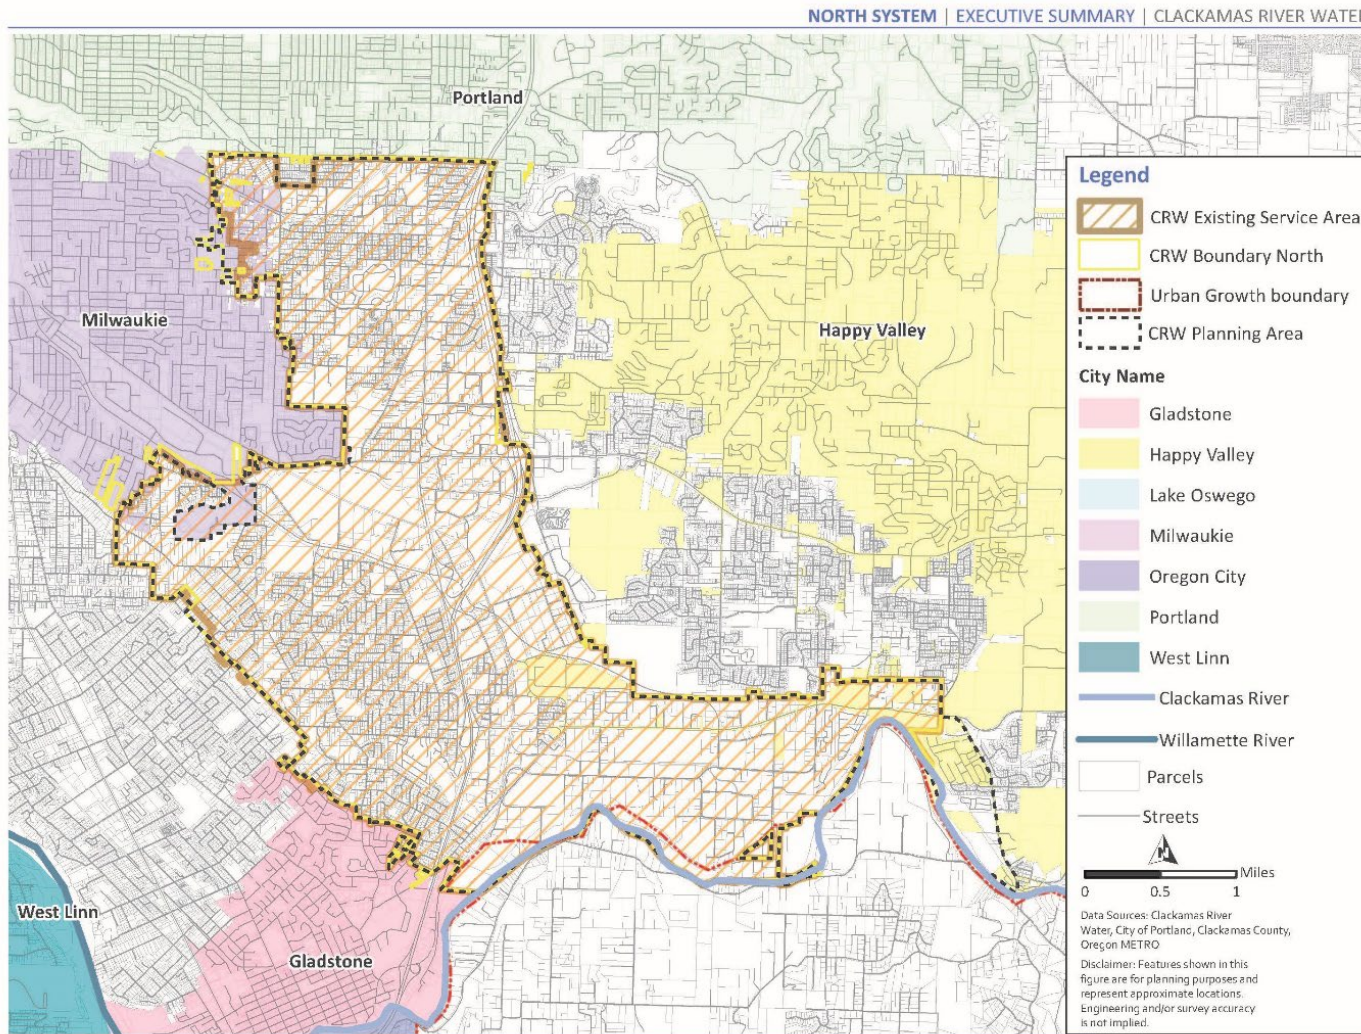 NORTH SYSTEM | EXECUTIVE SUMMARY | CLACKAMAS RIVER WATER
Portland
Milwaukie
Happy Valley
West Linn
Gladstone
Legend
CRW Existing Service Area
CRW Boundary North
Urban Growth boundary
CRW Planning Area
City Name
Gladstone
Happy Valley
Lake Oswego
Milwaukie
Oregon City
Portland
West Linn
Clackamas River
Willamette River
Parcels
Streets
N
Miles
0 0.5 1
Data Sources: Clackamas River
Water, City of Portland, Clackamas County,
Oregon METRO
Disclaimer: Features shown in this
figure are for planning purposes and
represent approximate locations.
Engineering and/or survey accuracy
is not implied.